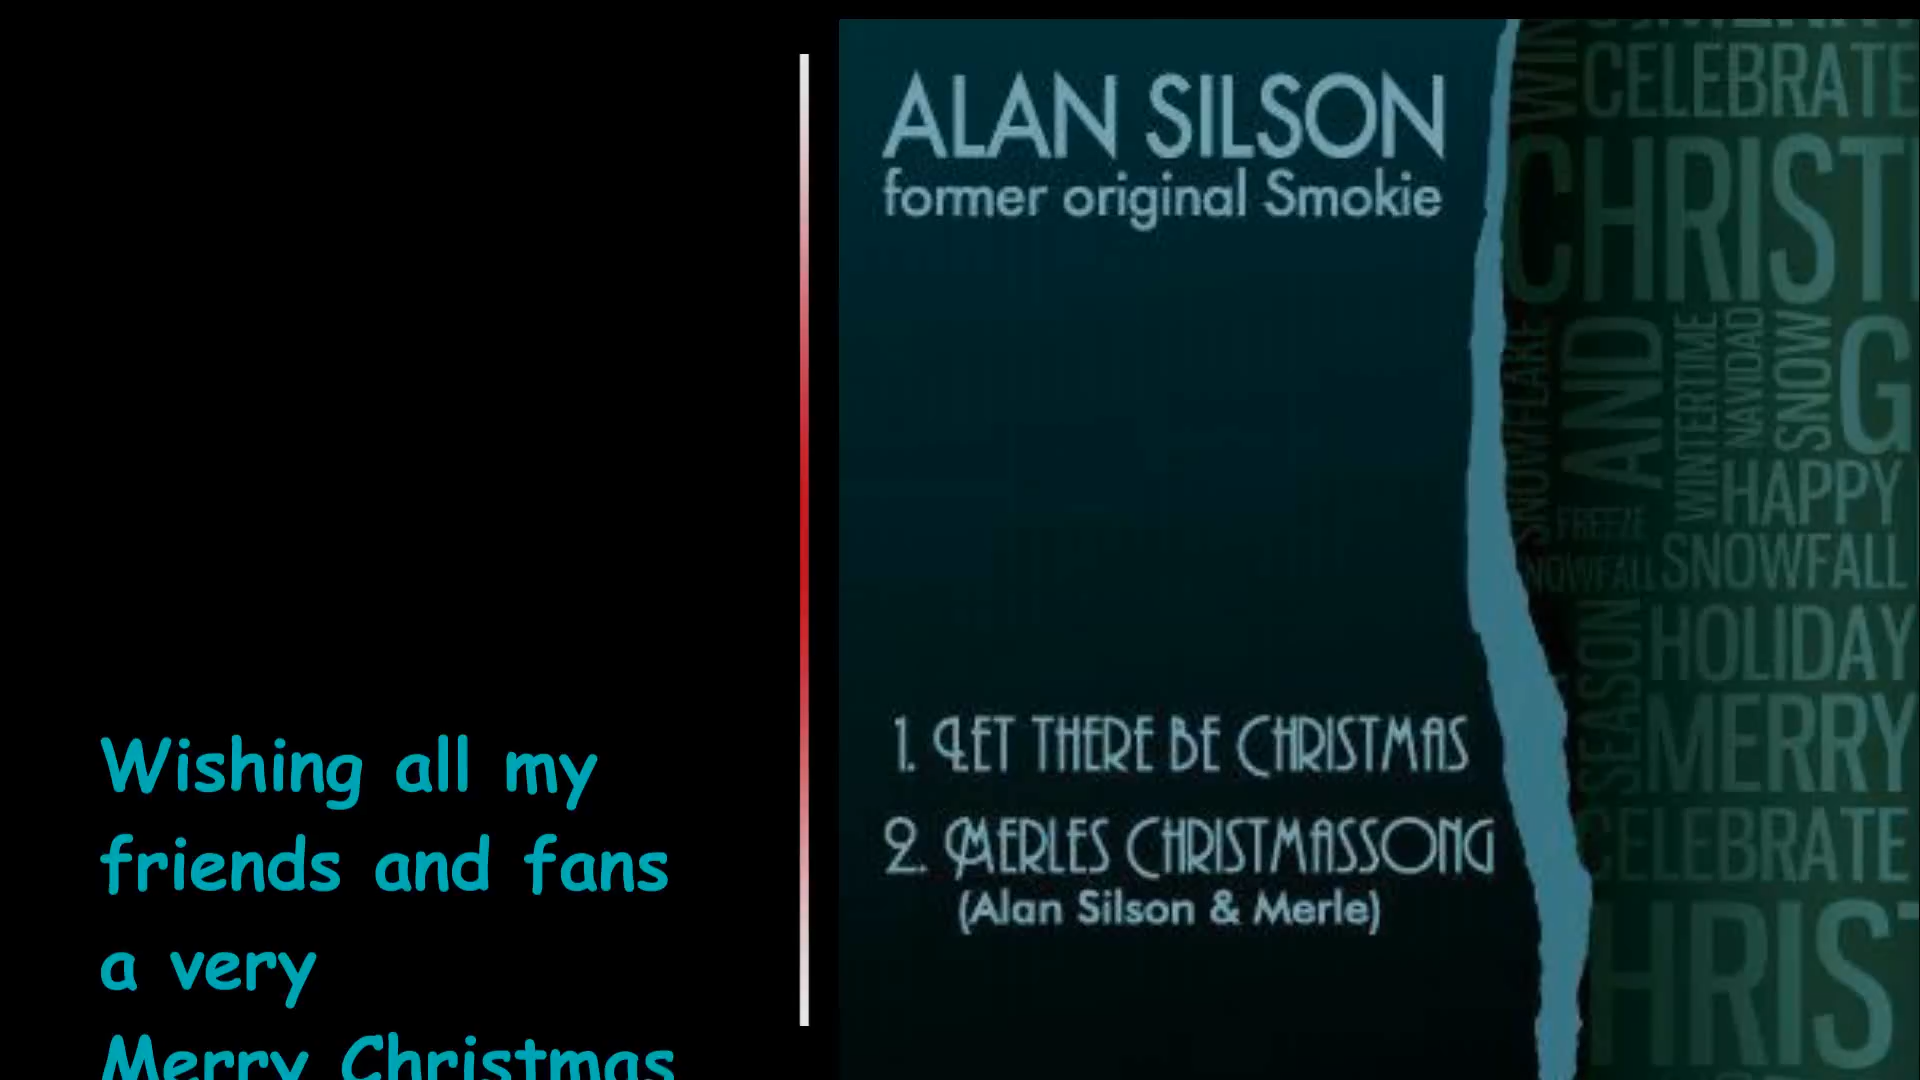 Wishing all my
friends and fans
a very
Merry Christmas
ALAN SILSON
former original Smokie
1. LET THERE BE CHRISTMAS
2. MERLES CHRISTMASSONG
(Alan Silson & Merle)
CELEBRATE
CHRIST
SNOWFLAKE
AND
WINTERTIME
NAVIDAD
SNOW
G
HAPPY
FREEZE
SNOWFALL
HOLIDAY
SEASON
MERRY
CELEBRATE
HRIST